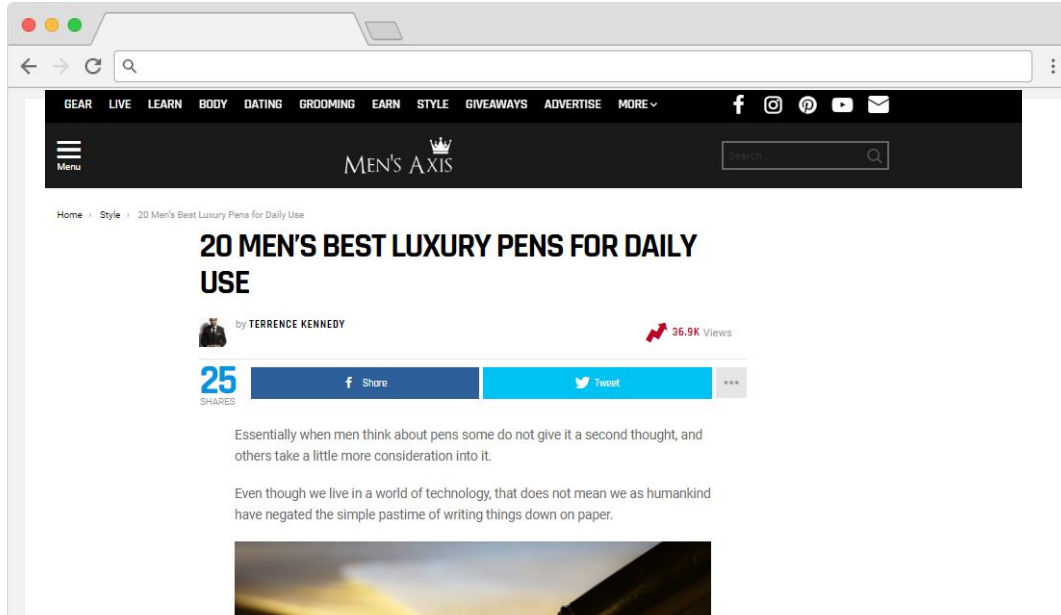 GEAR LIVE LEARN BODY DATING GROOMING EARN STYLE GIVEAWAYS ADVERTISE MORE
Menu
MEN'S AXIS
Search …
Home › Style › 20 Men's Best Luxury Pens for Daily Use
20 MEN'S BEST LUXURY PENS FOR DAILY
USE
by TERRENCE KENNEDY
36.9K Views
25
SHARES
Share
Tweet
Essentially when men think about pens some do not give it a second thought, and
others take a little more consideration into it.
Even though we live in a world of technology, that does not mean we as humankind
have negated the simple pastime of writing things down on paper.